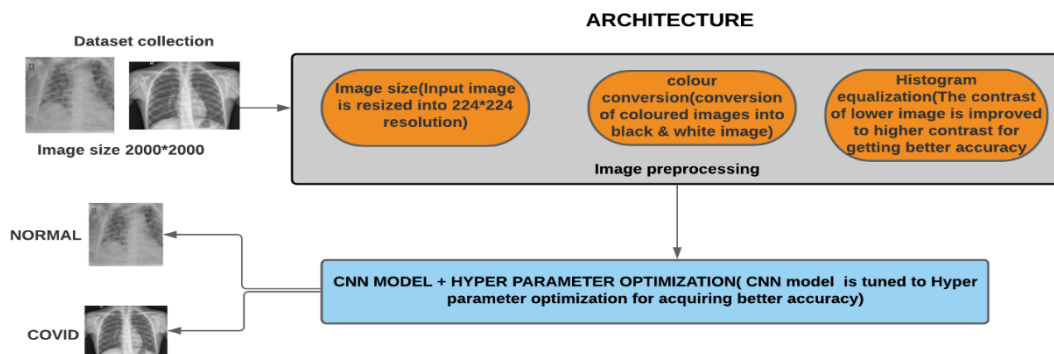 ARCHITECTURE
Dataset collection
Image size 2000*2000
Image size(Input image
is resized into 224*224
resolution)
colour
conversion(conversion
of coloured images into
black & white image)
Histogram
equalization(The contrast
of lower image is improved
to higher contrast for
getting better accuracy
Image preprocessing
CNN MODEL + HYPER PARAMETER OPTIMIZATION( CNN model is tuned to Hyper
parameter optimization for acquiring better accuracy)
NORMAL
COVID